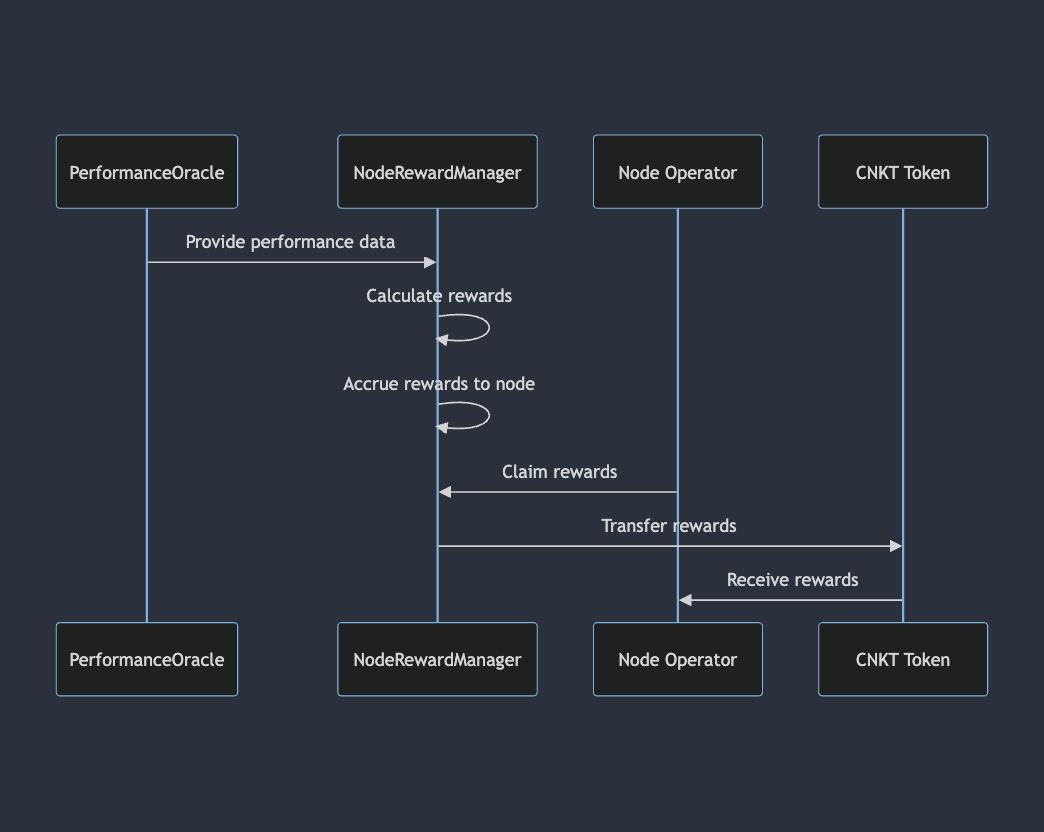 PerformanceOracle
NodeRewardManager
Node Operator
CNKT Token
Provide performance data
Calculate rewards
Accrue rewards to node
Claim rewards
Transfer rewards
Receive rewards
PerformanceOracle
NodeRewardManager
Node Operator
CNKT Token